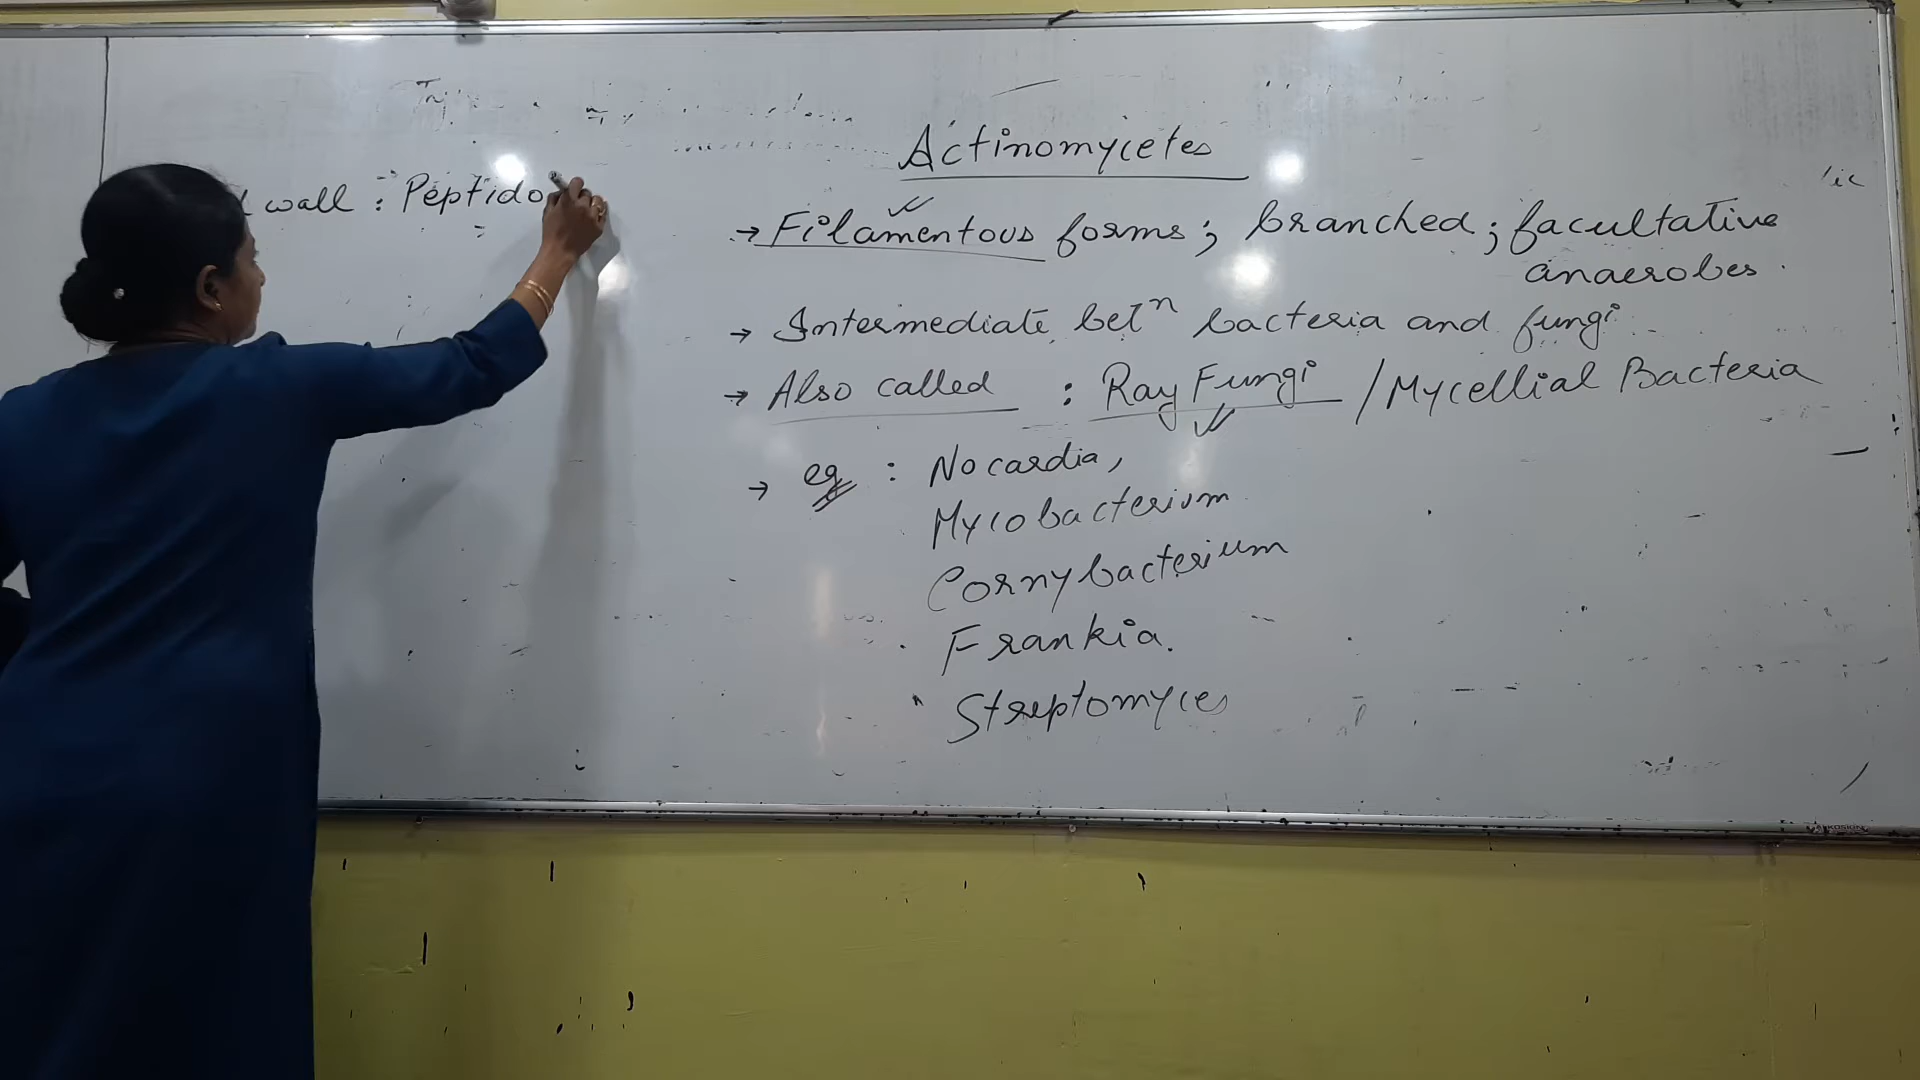 wall : Peptido
Actinomycetes
→ Filamentous forms; branched; facultative
anaerobes.
→ Intermediate betⁿ bacteria and fungi
→ Also called : Ray Fungi / Mycellial Bacteria
→ eg : Nocardia,
Mycobacterium
Cornybacterium
Frankia.
Streptomyces